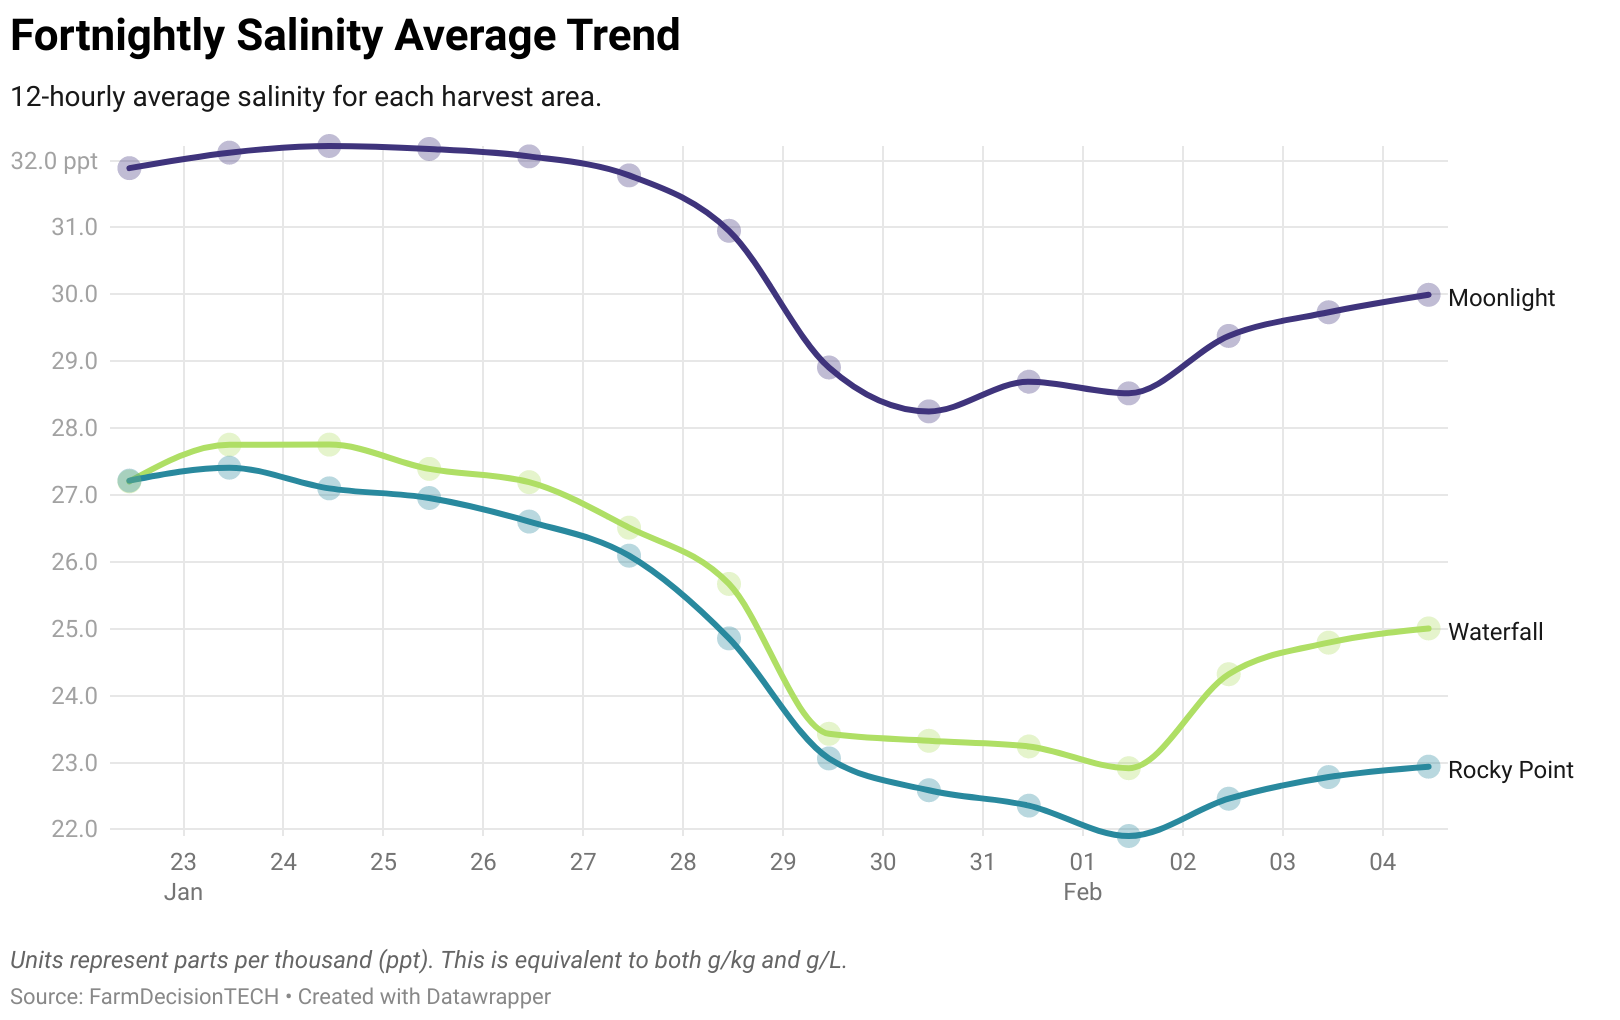 Fortnightly Salinity Average Trend
12-hourly average salinity for each harvest area.
32.0 ppt
31.0
30.0
Moonlight
29.0
28.0
27.0
26.0
25.0
Waterfall
24.0
23.0
Rocky Point
22.0
23 24 25 26 27 28 29 30 31 01 02 03 04
Jan Feb
Units represent parts per thousand (ppt). This is equivalent to both g/kg and g/L.
Source: FarmDecisionTECH • Created with Datawrapper